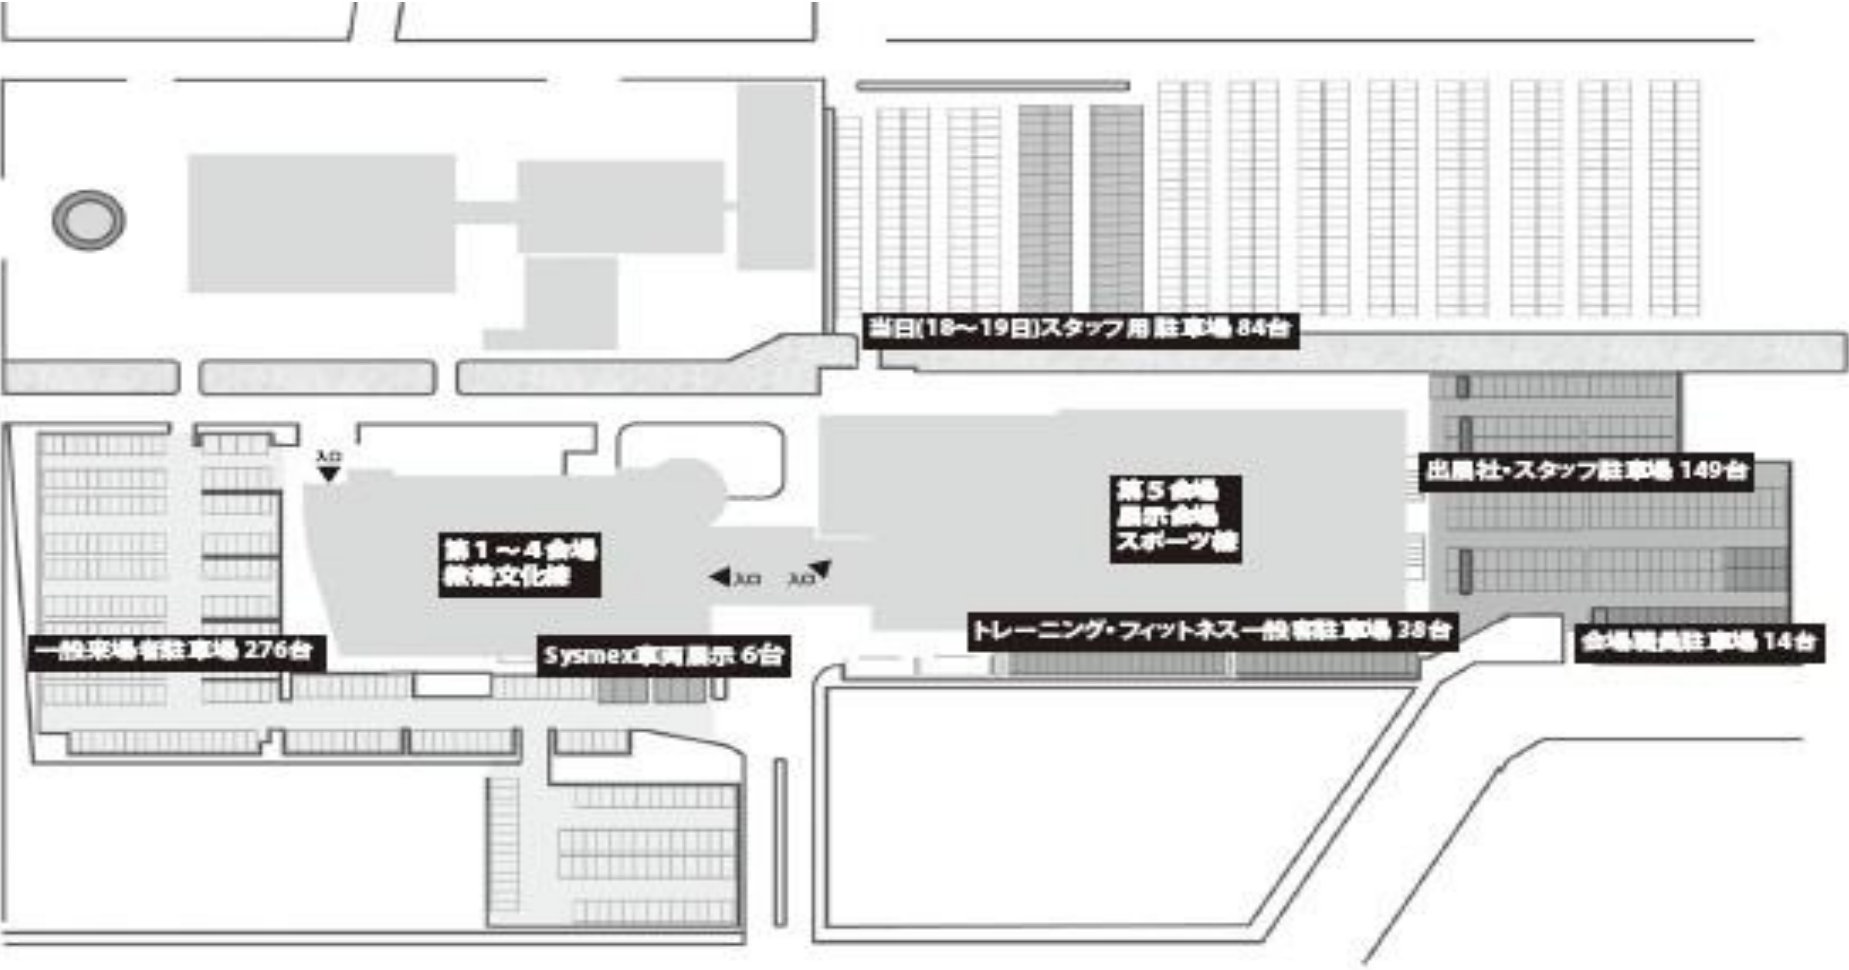 当日(18～19日)スタッフ用 駐車場 84台
入口
出展社・スタッフ駐車場 149台
第５会場
展示会場
スポーツ棟
第１～４会場
教養文化棟
入口
入口
トレーニング・フィットネス一般者駐車場 38台
会場職員駐車場 14台
一般来場者駐車場 276台
Sysmex車両展示 6台